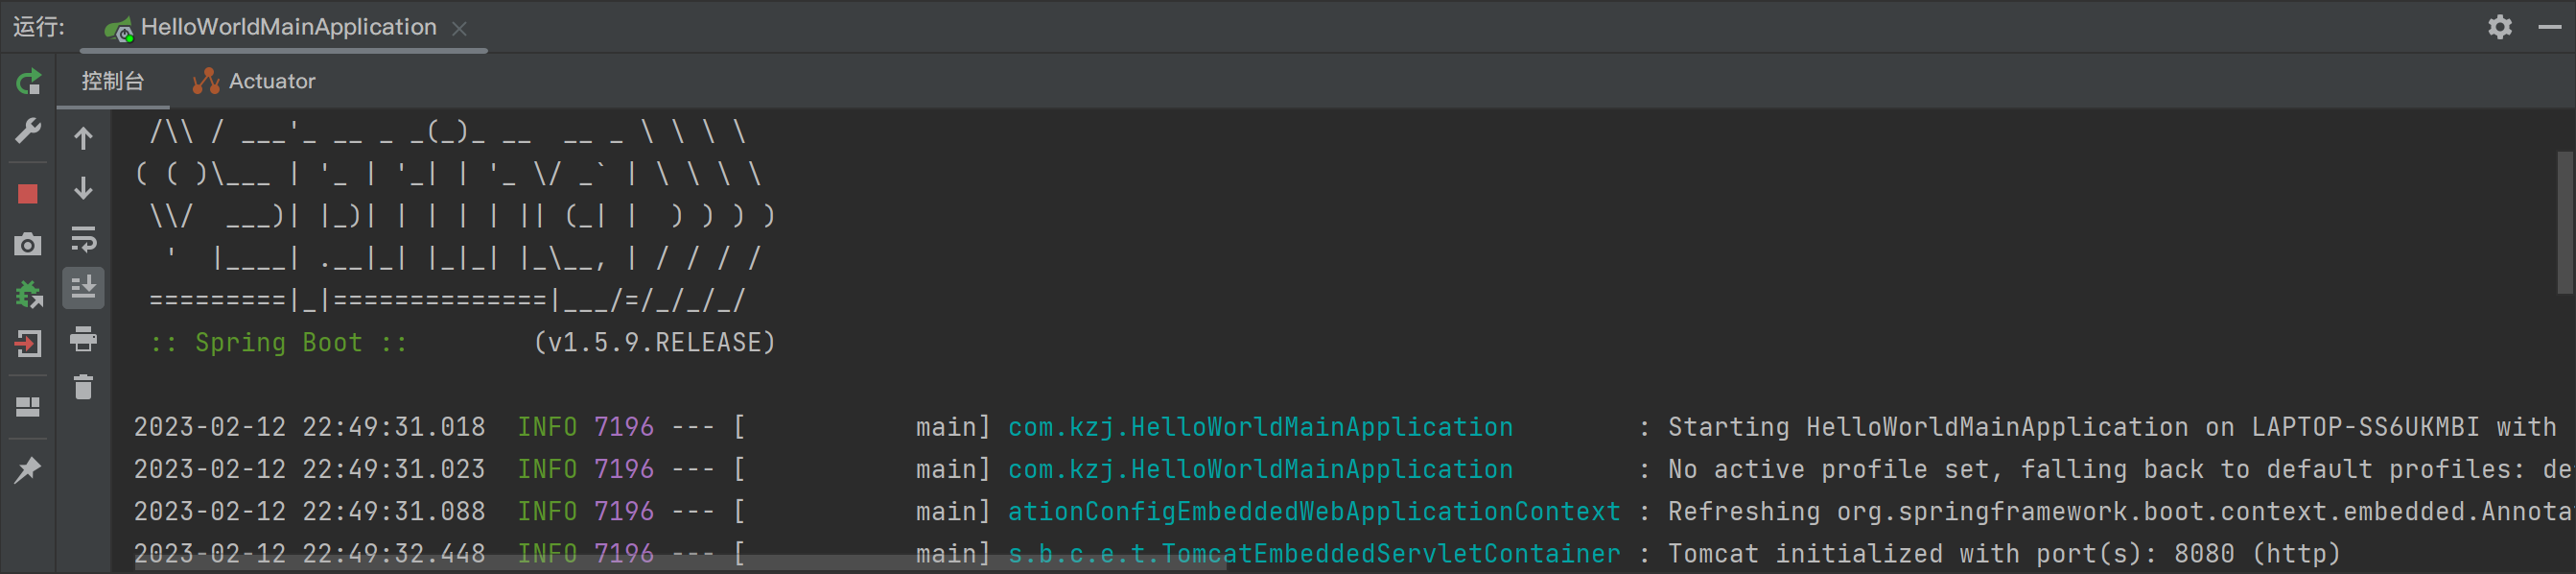 运行: HelloWorldMainApplication
控制台 Actuator
 /\\ / ___'_ __ _ _(_)_ __  __ _ \ \ \ \
( ( )\___ | '_ | '_| | '_ \/ _` | \ \ \ \
 \\/  ___)| |_)| | | | | || (_| |  ) ) ) )
  '  |____| .__|_| |_|_| |_\__, | / / / /
 =========|_|==============|___/=/_/_/_/
 :: Spring Boot ::        (v1.5.9.RELEASE)
2023-02-12 22:49:31.018  INFO 7196 --- [           main] com.kzj.HelloWorldMainApplication        : Starting HelloWorldMainApplication on LAPTOP-SS6UKMBI with
2023-02-12 22:49:31.023  INFO 7196 --- [           main] com.kzj.HelloWorldMainApplication        : No active profile set, falling back to default profiles: de
2023-02-12 22:49:31.088  INFO 7196 --- [           main] ationConfigEmbeddedWebApplicationContext : Refreshing org.springframework.boot.context.embedded.Annota
2023-02-12 22:49:32.448  INFO 7196 --- [           main] s.b.c.e.t.TomcatEmbeddedServletContainer : Tomcat initialized with port(s): 8080 (http)